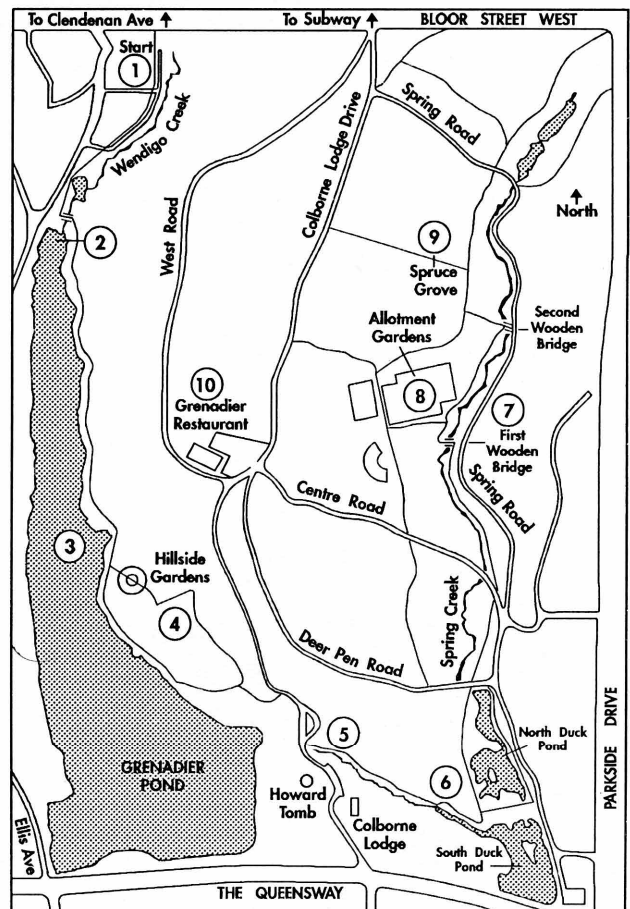 To Clendenan Ave
To Subway
BLOOR STREET WEST
Start
1
Wendigo Creek
Spring Road
Colborne Lodge Drive
North
West Road
2
9
Spruce
Grove
Second
Wooden
Bridge
Allotment
Gardens
8
10
Grenadier
Restaurant
7
First
Wooden
Bridge
Spring Road
Centre Road
3
Hillside
Gardens
4
Spring Creek
Deer Pen Road
5
North Duck
Pond
PARKSIDE DRIVE
GRENADIER
POND
6
Howard
Tomb
Colborne
Lodge
Ellis Ave
South Duck
Pond
THE QUEENSWAY